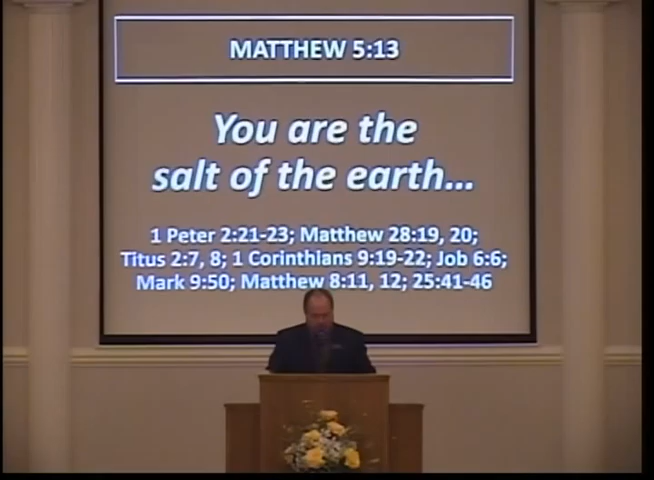 MATTHEW 5:13
You are the
salt of the earth...
1 Peter 2:21-23; Matthew 28:19, 20;
Titus 2:7, 8; 1 Corinthians 9:19-22; Job 6:6;
Mark 9:50; Matthew 8:11, 12; 25:41-46